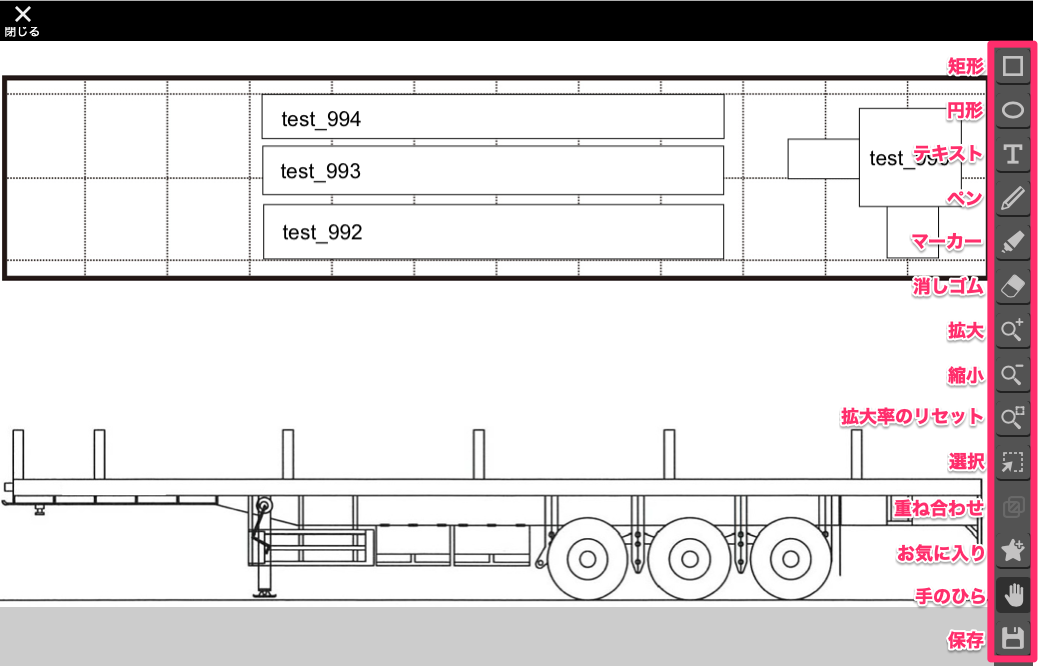 閉じる
矩形
円形
test_994
テキスト
test_993
ペン
test_992
マーカー
消しゴム
拡大
縮小
拡大率のリセット
選択
重ね合わせ
お気に入り
手のひら
保存